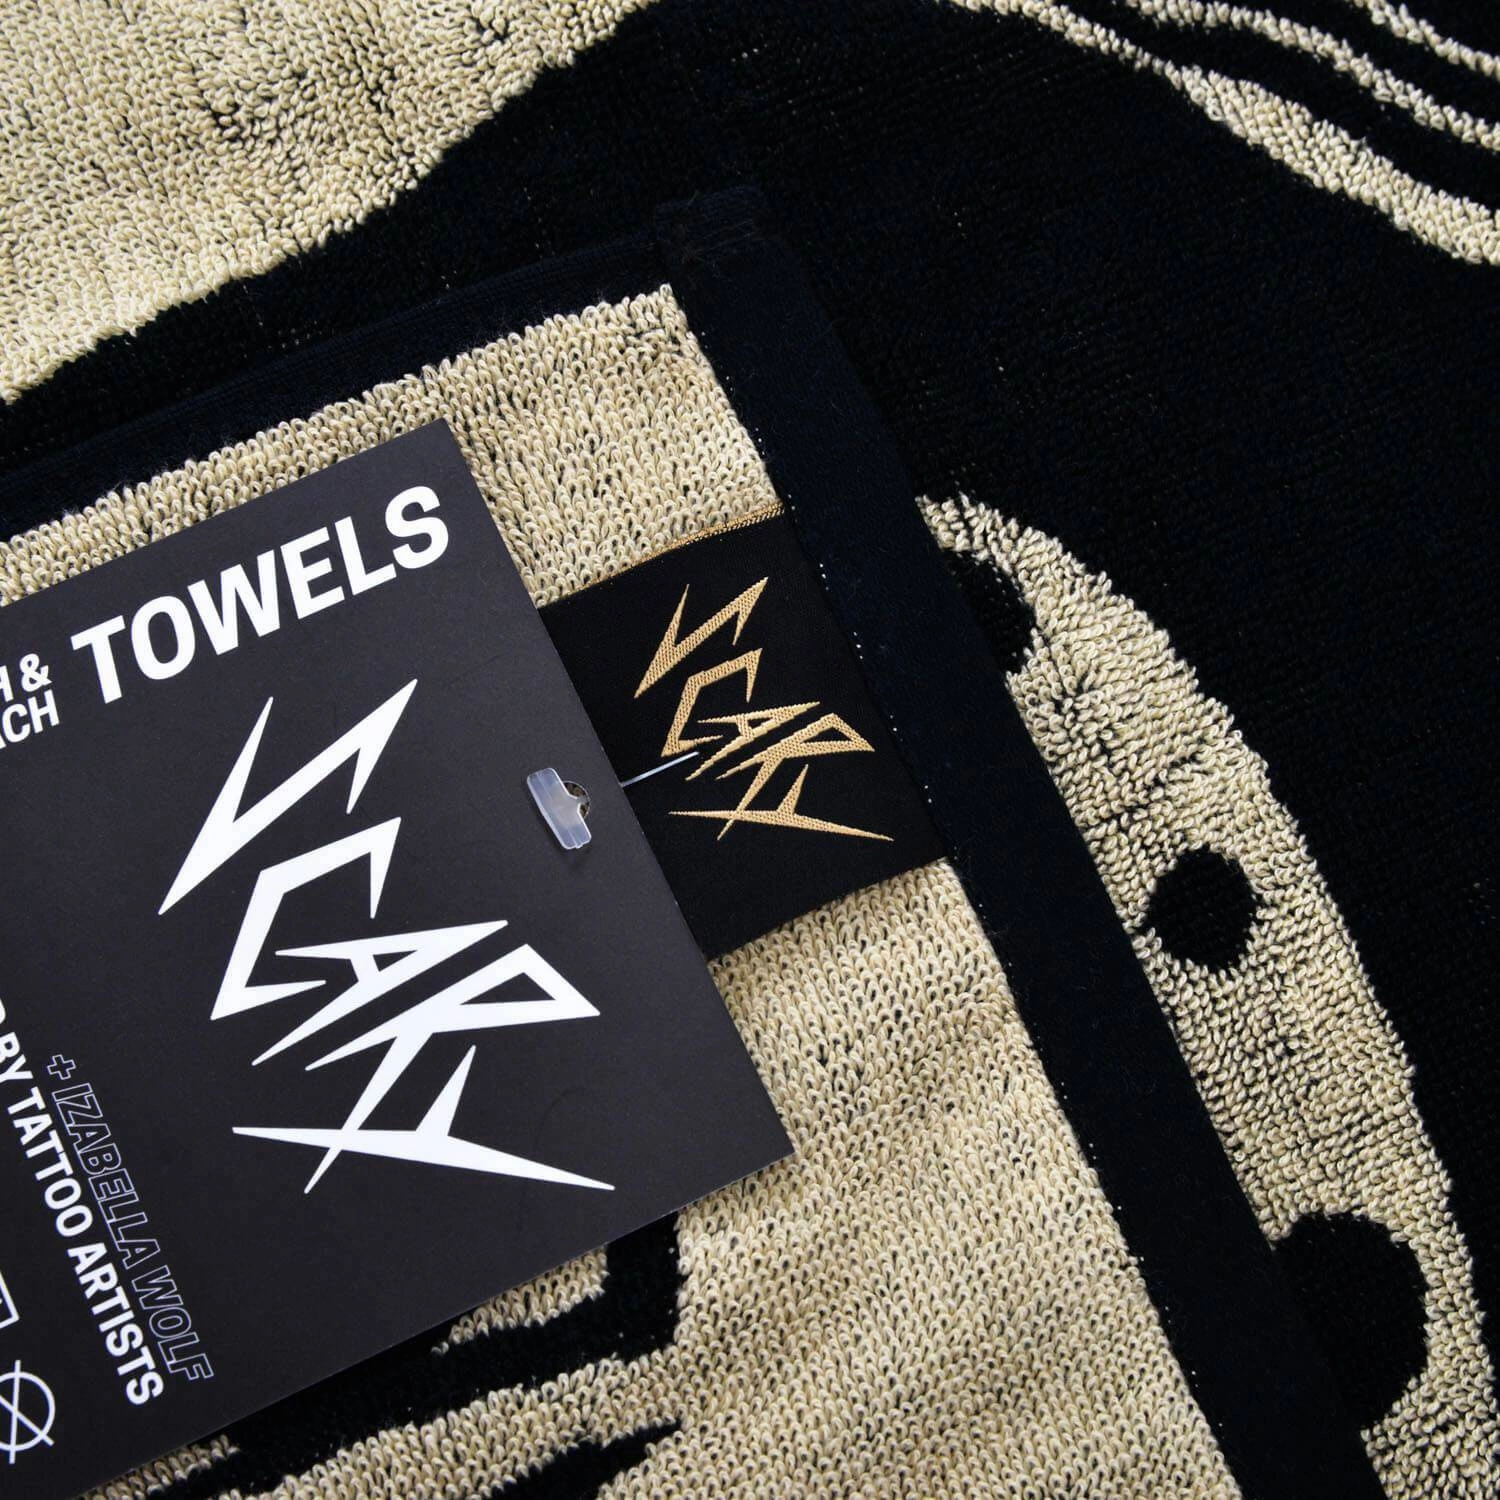 & TOWELS
SCARY
BY TATTOO ARTISTS
+ IZABELLA WOLF
SCARY